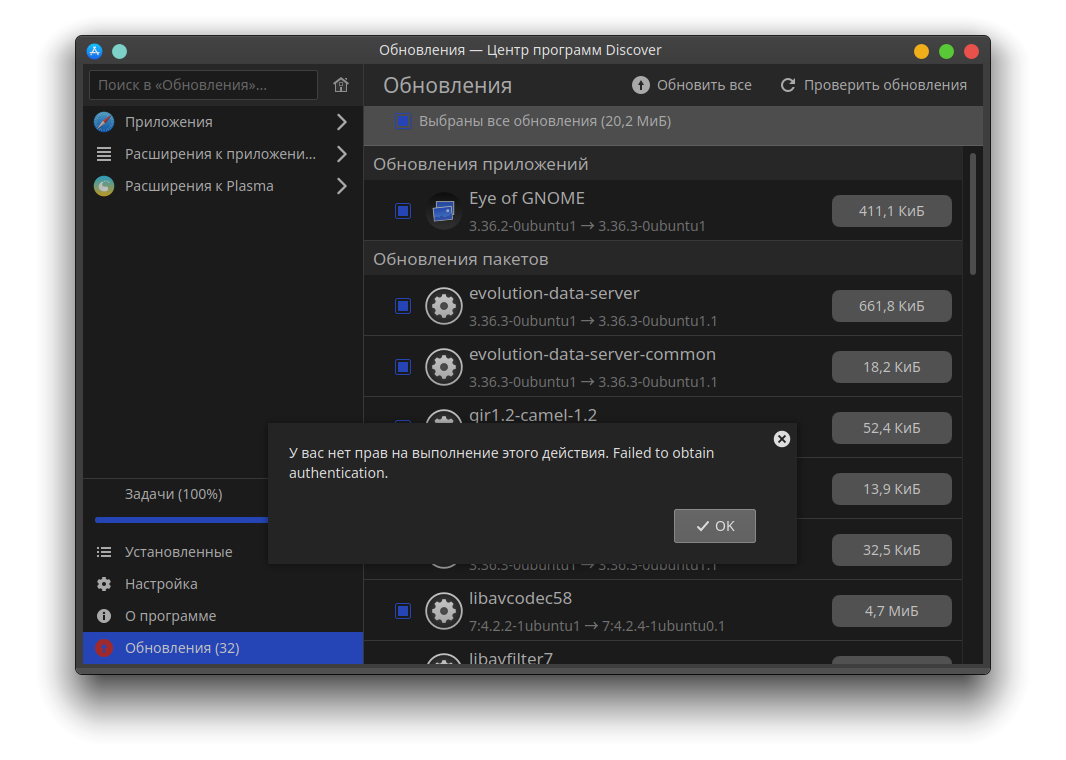 Обновления — Центр программ Discover
Поиск в «Обновления»...
Обновления
Обновить все
Проверить обновления
Приложения
Расширения к приложени...
Расширения к Plasma
Выбраны все обновления (20,2 МиБ)
Обновления приложений
Eye of GNOME
3.36.2-0ubuntu1 → 3.36.3-0ubuntu1
411,1 КиБ
Обновления пакетов
evolution-data-server
3.36.3-0ubuntu1 → 3.36.3-0ubuntu1.1
661,8 КиБ
evolution-data-server-common
3.36.3-0ubuntu1 → 3.36.3-0ubuntu1.1
18,2 КиБ
gir1.2-camel-1.2
52,4 КиБ
У вас нет прав на выполнение этого действия. Failed to obtain
authentication.
OK
13,9 КиБ
3.36.3-0ubuntu1 → 3.36.3-0ubuntu1.1
32,5 КиБ
libavcodec58
7:4.2.2-1ubuntu1 → 7:4.2.4-1ubuntu0.1
4,7 МиБ
libavfilter7
Задачи (100%)
Установленные
Настройка
О программе
Обновления (32)